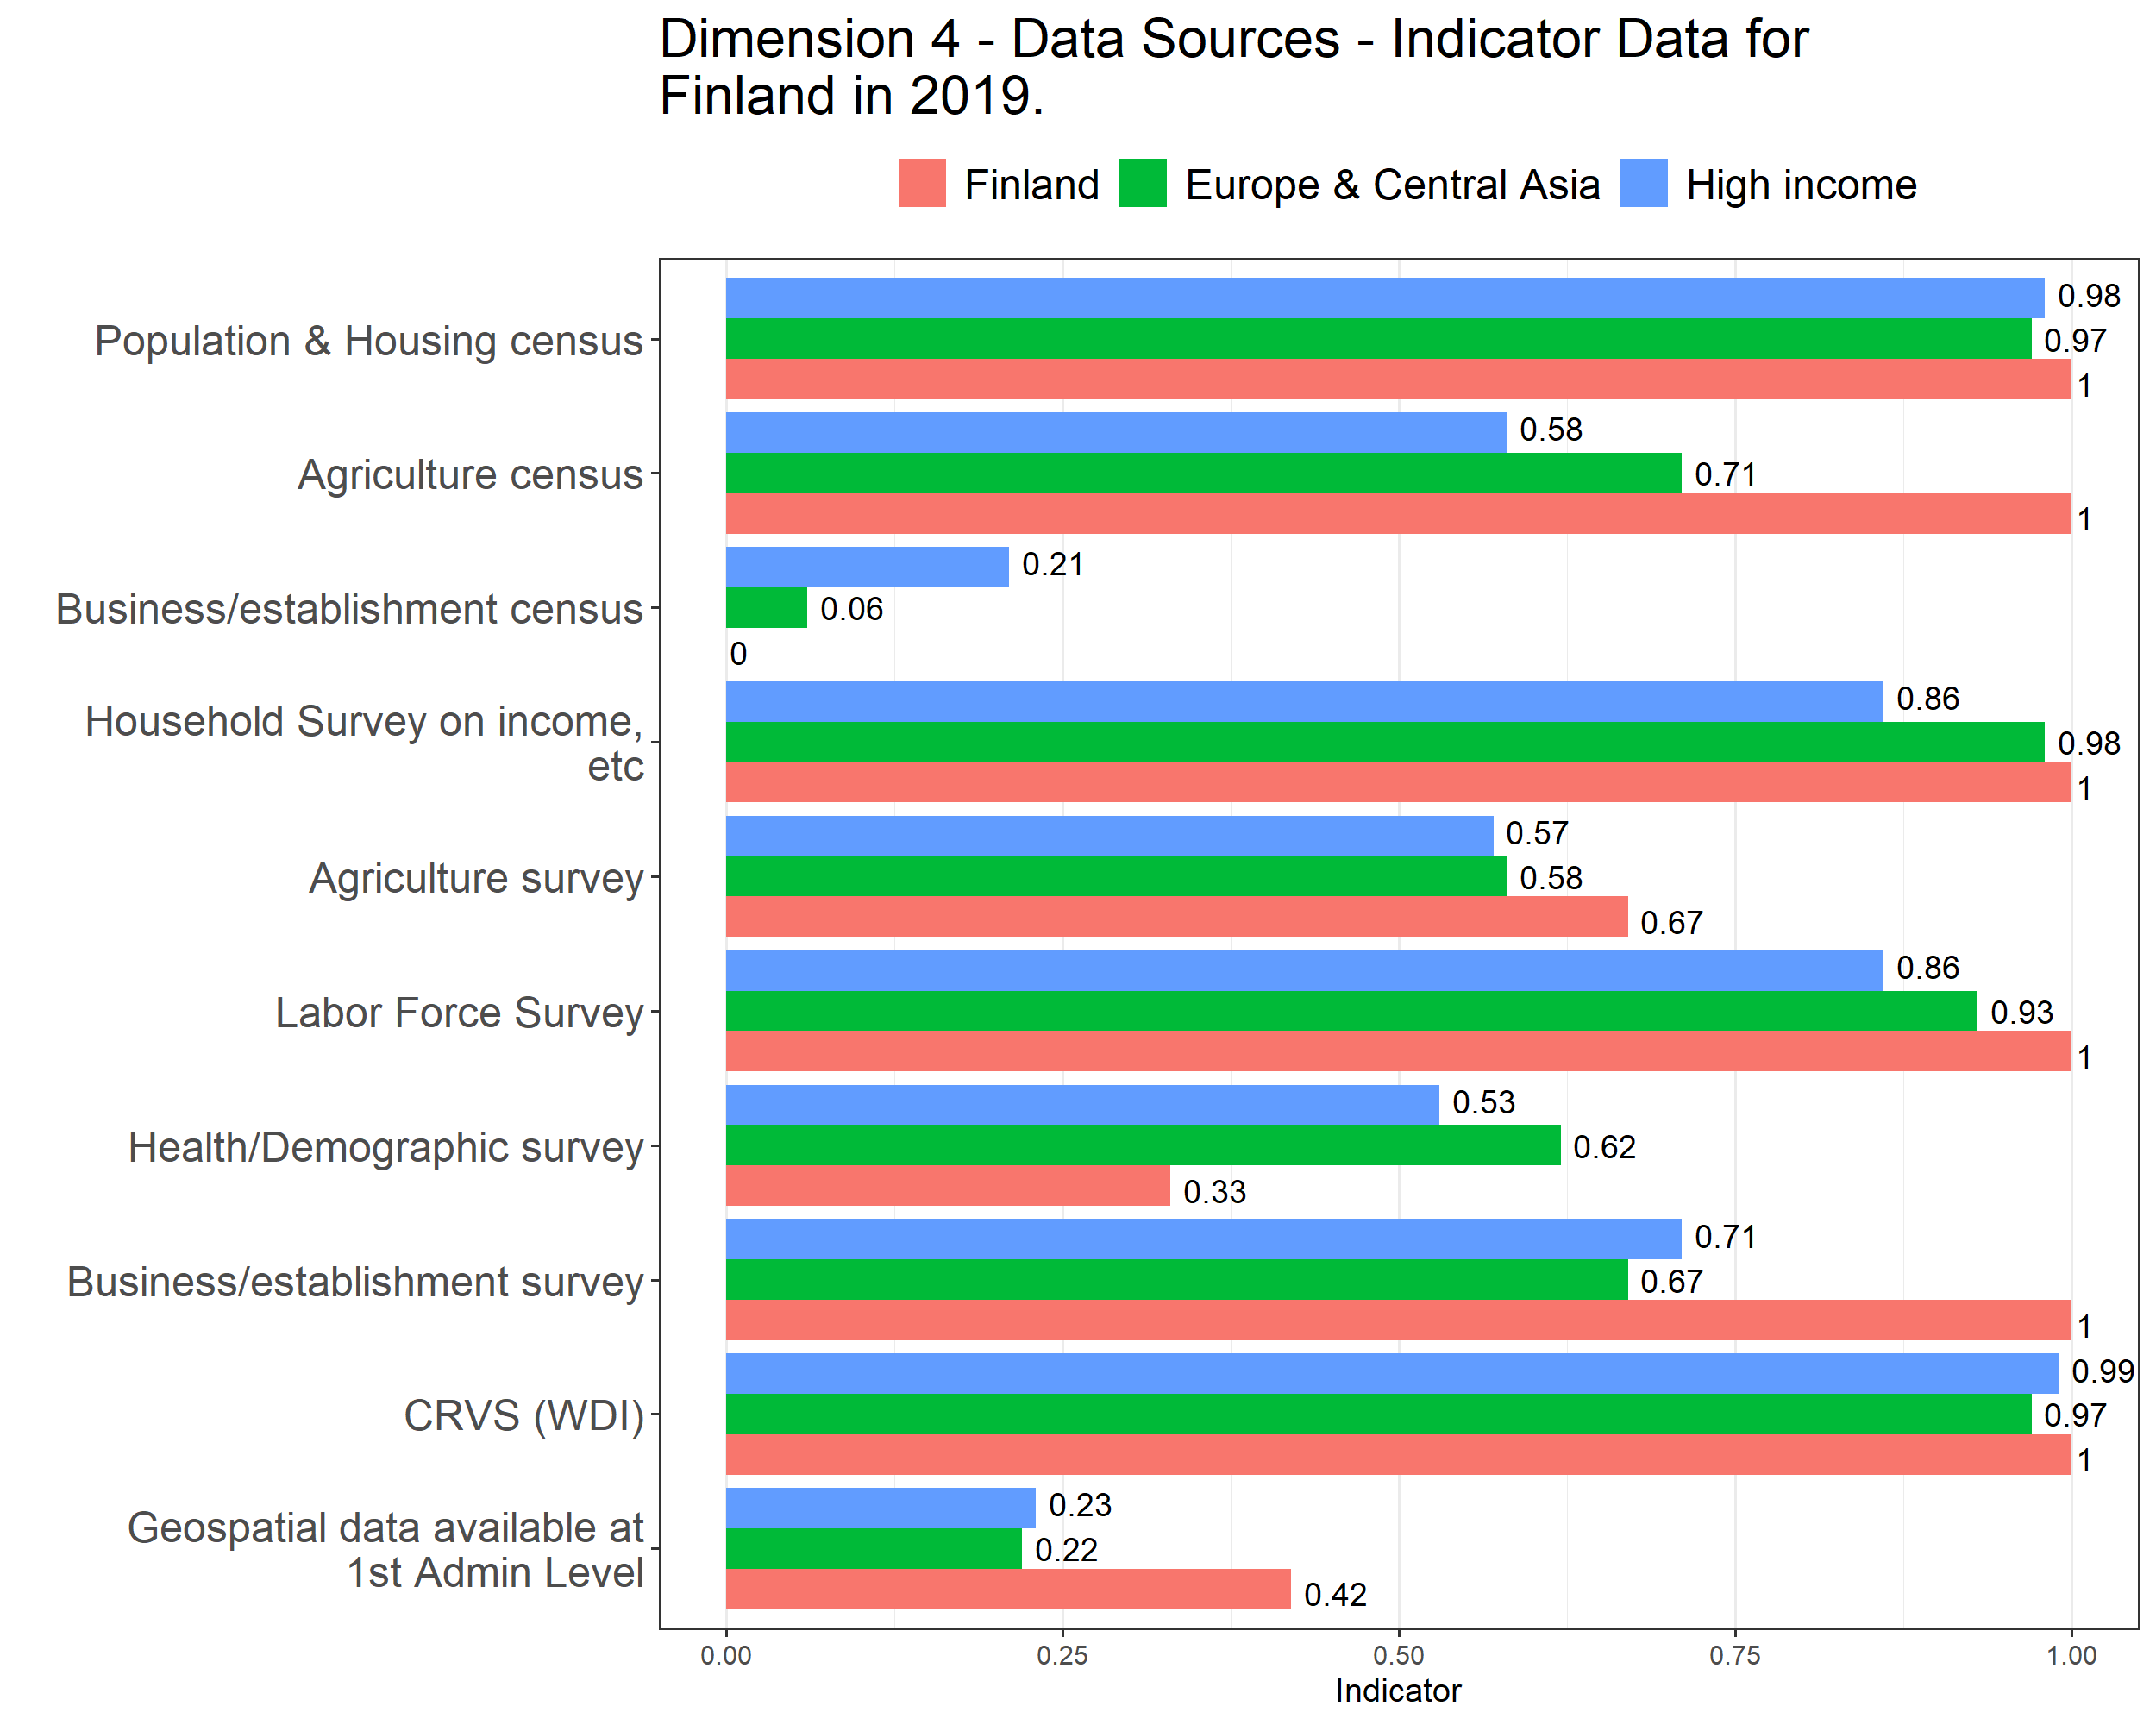 Dimension 4 - Data Sources - Indicator Data for
Finland in 2019.
Finland Europe & Central Asia High income
Population & Housing census
0.98
0.97
1
Agriculture census
0.58
0.71
1
Business/establishment census
0.21
0.06
0
Household Survey on income,
etc
0.86
0.98
1
Agriculture survey
0.57
0.58
0.67
Labor Force Survey
0.86
0.93
1
Health/Demographic survey
0.53
0.62
0.33
Business/establishment survey
0.71
0.67
1
CRVS (WDI)
0.99
0.97
1
Geospatial data available at
1st Admin Level
0.23
0.22
0.42
0.00 0.25 0.50 0.75 1.00
Indicator